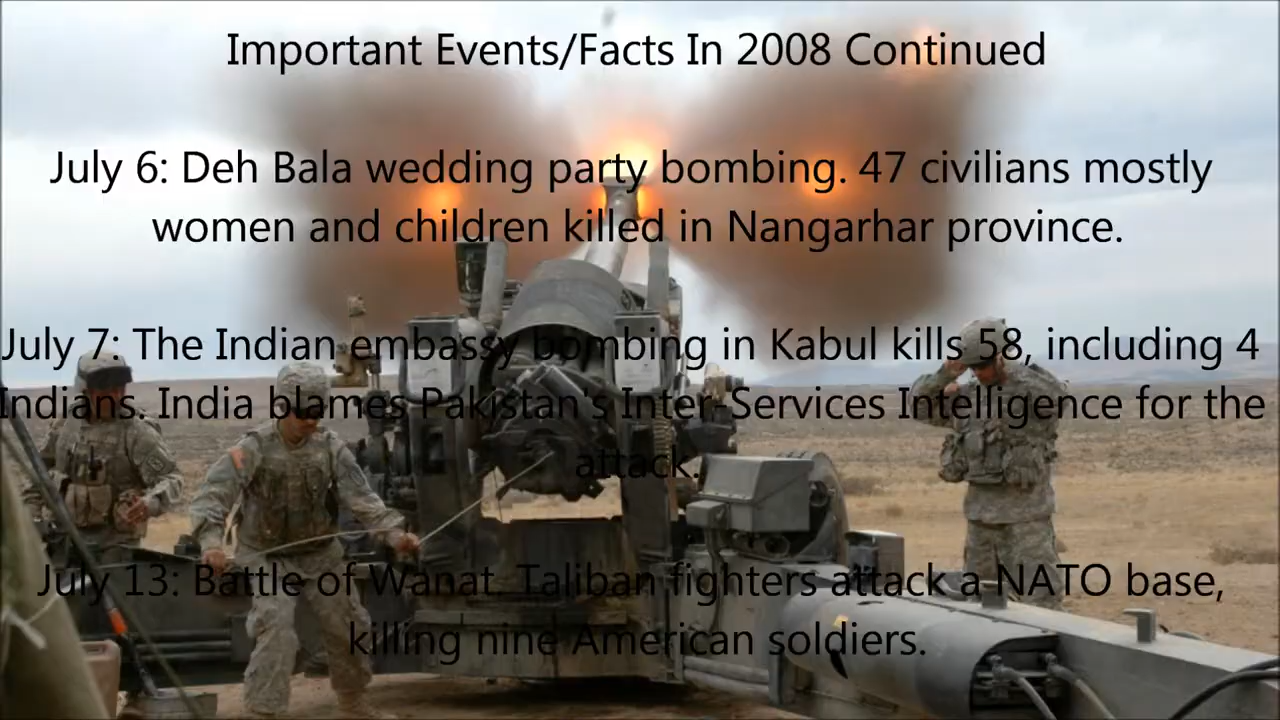 Important Events/Facts In 2008 Continued
July 6: Deh Bala wedding party bombing. 47 civilians mostly
women and children killed in Nangarhar province.
July 7: The Indian embassy bombing in Kabul kills 58, including 4
Indians. India blames Pakistan's Inter-Services Intelligence for the
attack.
July 13: Battle of Wanat. Taliban fighters attack a NATO base,
killing nine American soldiers.